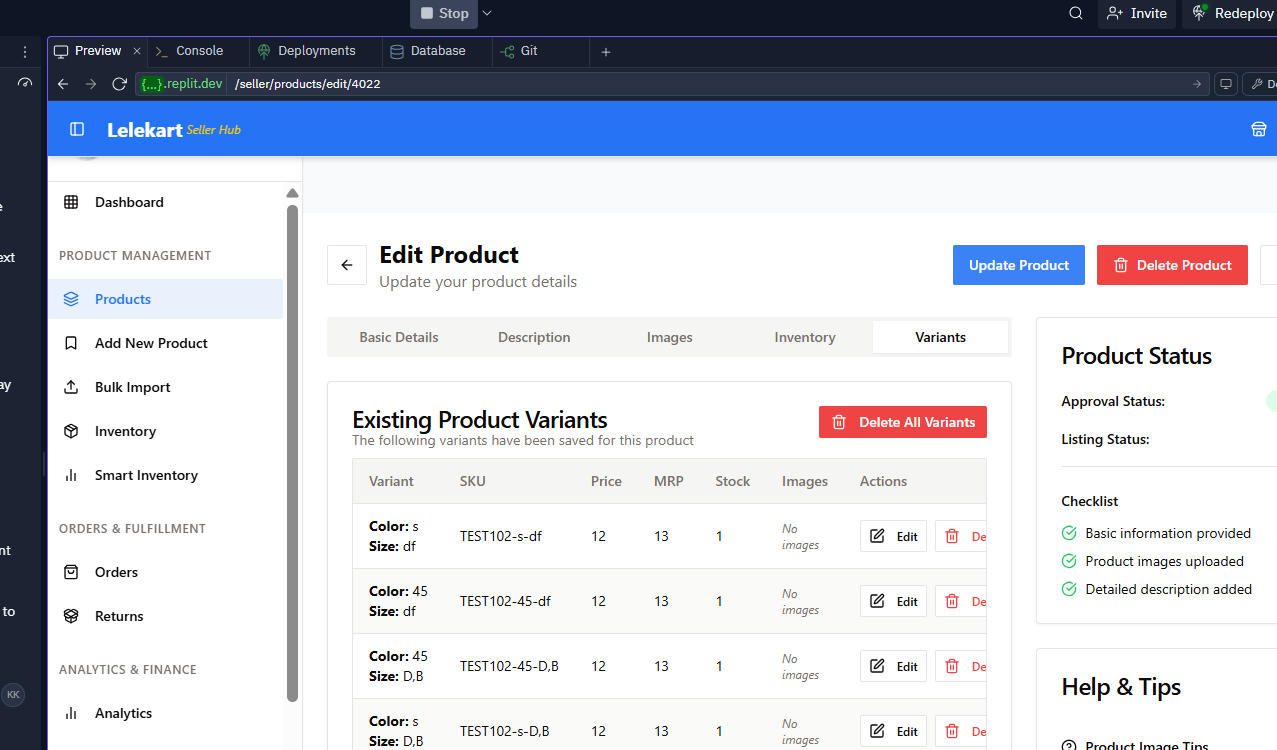 Stop
Invite
Redeploy
Preview
Console
Deployments
Database
Git
{...}.replit.dev /seller/products/edit/4022
Lelekart Seller Hub
ext
ay
nt
to
KK
Dashboard
PRODUCT MANAGEMENT
Products
Add New Product
Bulk Import
Inventory
Smart Inventory
ORDERS & FULFILLMENT
Orders
Returns
ANALYTICS & FINANCE
Analytics
Edit Product
Update your product details
Update Product
Delete Product
Basic Details
Description
Images
Inventory
Variants
Existing Product Variants
The following variants have been saved for this product
Delete All Variants
Variant SKU Price MRP Stock Images Actions
Color: s
Size: df
TEST102-s-df 12 13 1
No
images
Edit De
Color: 45
Size: df
TEST102-45-df 12 13 1
No
images
Edit De
Color: 45
Size: D,B
TEST102-45-D,B 12 13 1
No
images
Edit De
Color: s
Size: D,B
TEST102-s-D,B 12 13 1
No
images
Edit De
Product Status
Approval Status:
Listing Status:
Checklist
Basic information provided
Product images uploaded
Detailed description added
Help & Tips
Product Image Tips